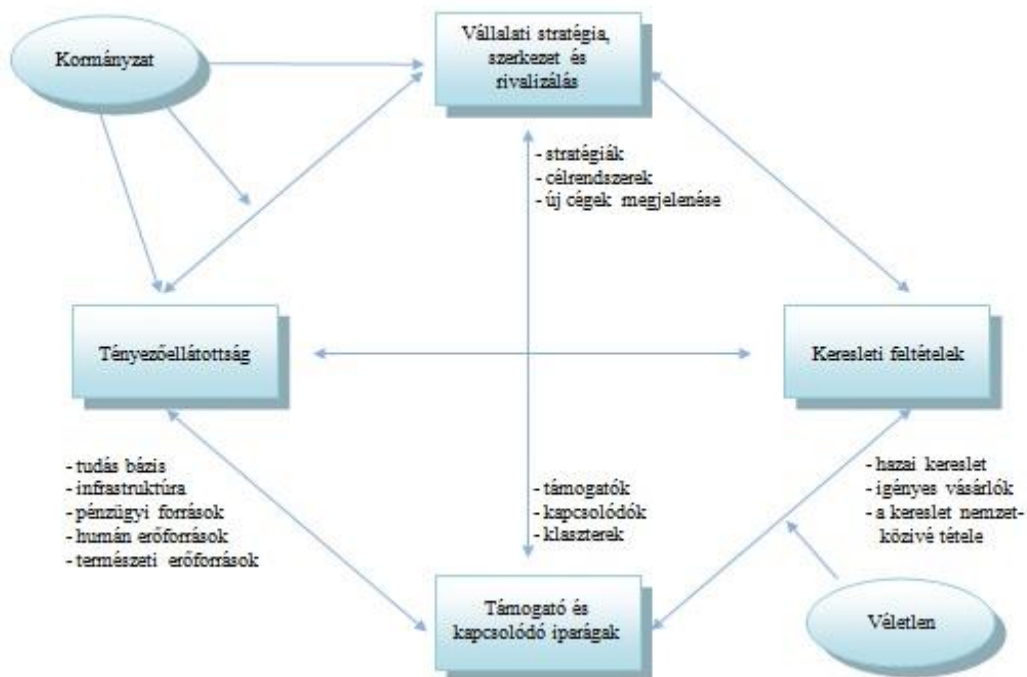 Kormányzat
Vállalati stratégia,
szerkezet és
rivalizálás
- stratégiák
- célrendszerek
- új cégek megjelenése
Tényezőellátottság
Keresleti feltételek
- tudás bázis
- infrastruktúra
- pénzügyi források
- humán erőforrások
- természeti erőforrások
- támogatók
- kapcsolódók
- klaszterek
- hazai kereslet
- igényes vásárlók
- a kereslet nemzet-
közivé tétele
Támogató és
kapcsolódó iparágak
Véletlen